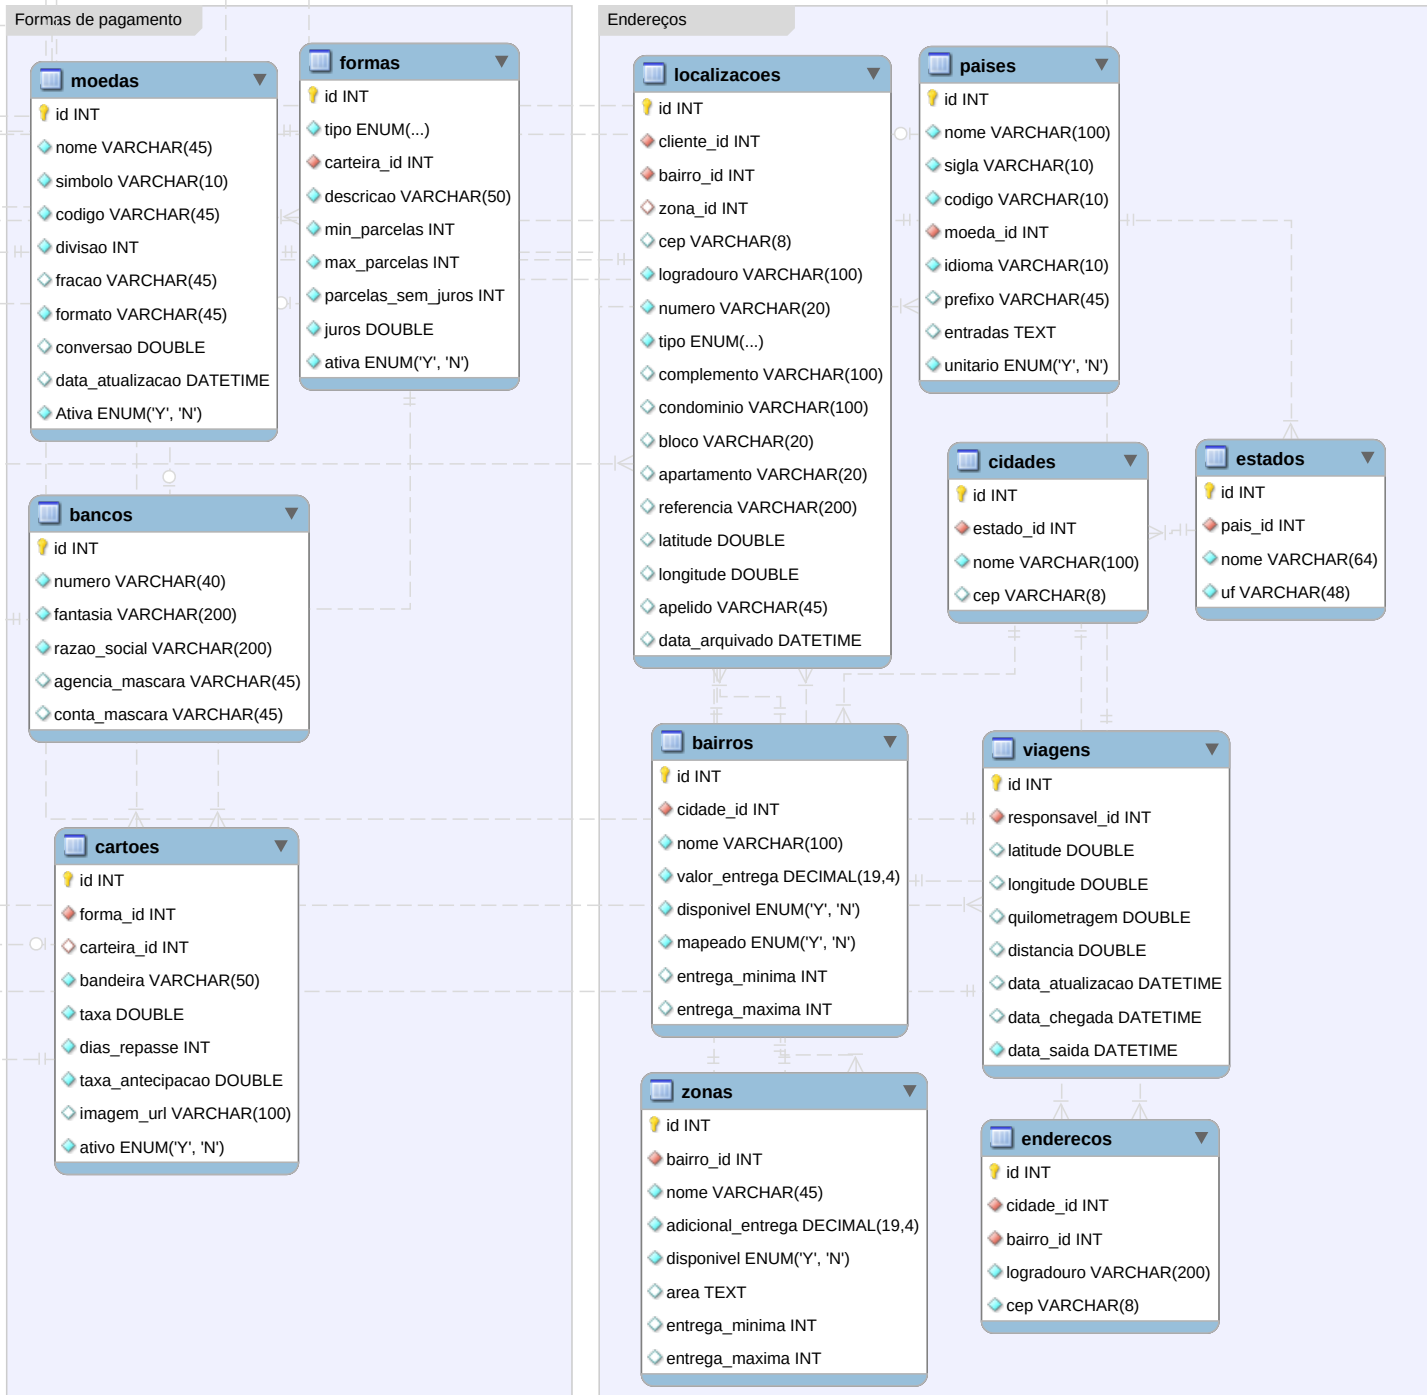 Formas de pagamento
moedas
id INT
nome VARCHAR(45)
simbolo VARCHAR(10)
codigo VARCHAR(45)
divisao INT
fracao VARCHAR(45)
formato VARCHAR(45)
conversao DOUBLE
data_atualizacao DATETIME
Ativa ENUM('Y', 'N')
formas
id INT
tipo ENUM(...)
carteira_id INT
descricao VARCHAR(50)
min_parcelas INT
max_parcelas INT
parcelas_sem_juros INT
juros DOUBLE
ativa ENUM('Y', 'N')
bancos
id INT
numero VARCHAR(40)
fantasia VARCHAR(200)
razao_social VARCHAR(200)
agencia_mascara VARCHAR(45)
conta_mascara VARCHAR(45)
cartoes
id INT
forma_id INT
carteira_id INT
bandeira VARCHAR(50)
taxa DOUBLE
dias_repasse INT
taxa_antecipacao DOUBLE
imagem_url VARCHAR(100)
ativo ENUM('Y', 'N')
Endereços
localizacoes
id INT
cliente_id INT
bairro_id INT
zona_id INT
cep VARCHAR(8)
logradouro VARCHAR(100)
numero VARCHAR(20)
tipo ENUM(...)
complemento VARCHAR(100)
condominio VARCHAR(100)
bloco VARCHAR(20)
apartamento VARCHAR(20)
referencia VARCHAR(200)
latitude DOUBLE
longitude DOUBLE
apelido VARCHAR(45)
data_arquivado DATETIME
paises
id INT
nome VARCHAR(100)
sigla VARCHAR(10)
codigo VARCHAR(10)
moeda_id INT
idioma VARCHAR(10)
prefixo VARCHAR(45)
entradas TEXT
unitario ENUM('Y', 'N')
cidades
id INT
estado_id INT
nome VARCHAR(100)
cep VARCHAR(8)
estados
id INT
pais_id INT
nome VARCHAR(64)
uf VARCHAR(48)
bairros
id INT
cidade_id INT
nome VARCHAR(100)
valor_entrega DECIMAL(19,4)
disponivel ENUM('Y', 'N')
mapeado ENUM('Y', 'N')
entrega_minima INT
entrega_maxima INT
viagens
id INT
responsavel_id INT
latitude DOUBLE
longitude DOUBLE
quilometragem DOUBLE
distancia DOUBLE
data_atualizacao DATETIME
data_chegada DATETIME
data_saida DATETIME
zonas
id INT
bairro_id INT
nome VARCHAR(45)
adicional_entrega DECIMAL(19,4)
disponivel ENUM('Y', 'N')
area TEXT
entrega_minima INT
entrega_maxima INT
enderecos
id INT
cidade_id INT
bairro_id INT
logradouro VARCHAR(200)
cep VARCHAR(8)